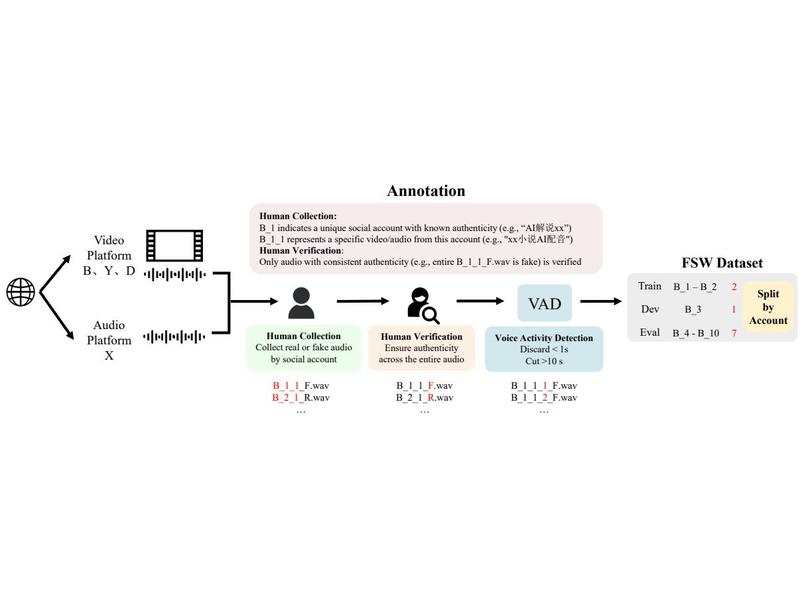 Annotation
Human Collection:
B_1 indicates a unique social account with known authenticity (e.g., “AI解说xx”)
B_1_1 represents a specific video/audio from this account (e.g., "xx小说AI配音")
Human Verification:
Only audio with consistent authenticity (e.g., entire B_1_1_F.wav is fake) is verified
Video
Platform
B、Y、D
Audio
Platform
X
Human Collection
Collect real or fake audio
by social account
B_1_1_F.wav
B_2_1_R.wav
...
Human Verification
Ensure authenticity
across the entire audio
B_1_1_F.wav
B_2_1_R.wav
...
VAD
Voice Activity Detection
Discard < 1s
Cut >10 s
B_1_1_1_F.wav
B_1_1_2_F.wav
...
FSW Dataset
Train B_1 – B_2 2
Dev B_3 1
Eval B_4 - B_10 7
Split
by
Account